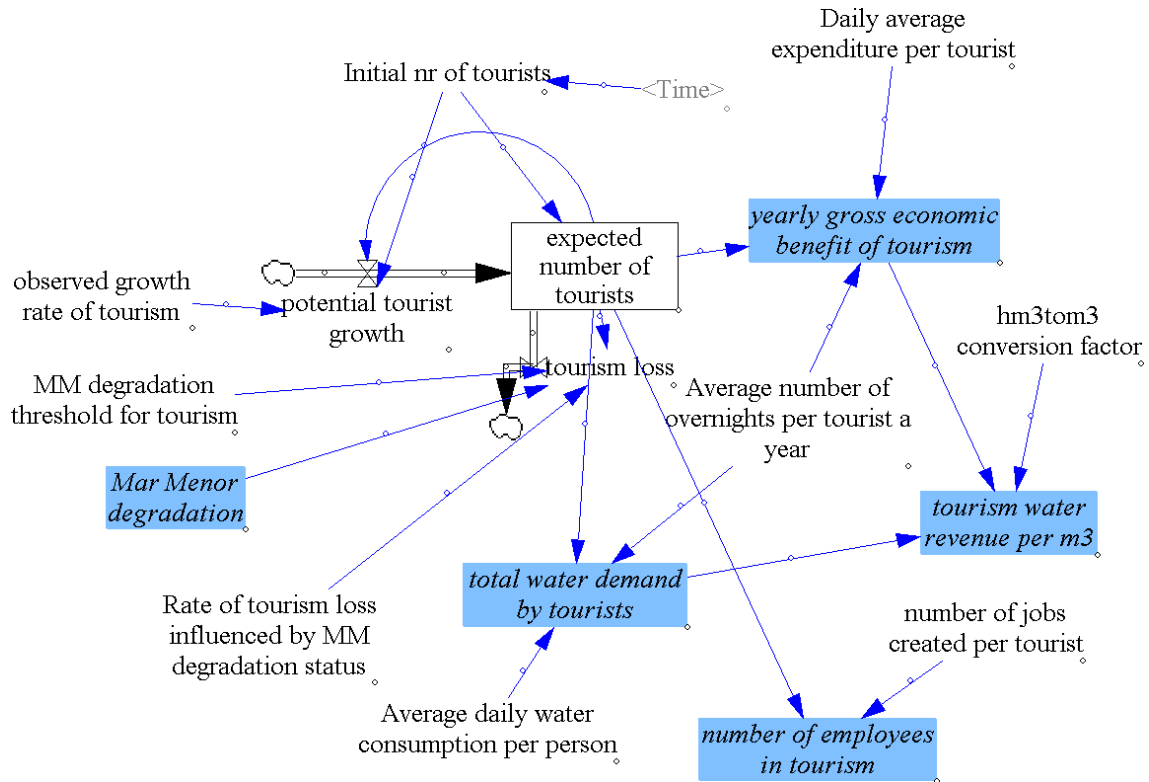 Daily average
expenditure per tourist
Initial nr of tourists
<Time>
yearly gross economic
benefit of tourism
expected
number of
tourists
observed growth
rate of tourism
potential tourist
growth
hm3tom3
conversion factor
tourism loss
MM degradation
threshold for tourism
Average number of
overnights per tourist a
year
Mar Menor
degradation
tourism water
revenue per m3
total water demand
by tourists
Rate of tourism loss
influenced by MM
degradation status
number of jobs
created per tourist
Average daily water
consumption per person
number of employees
in tourism